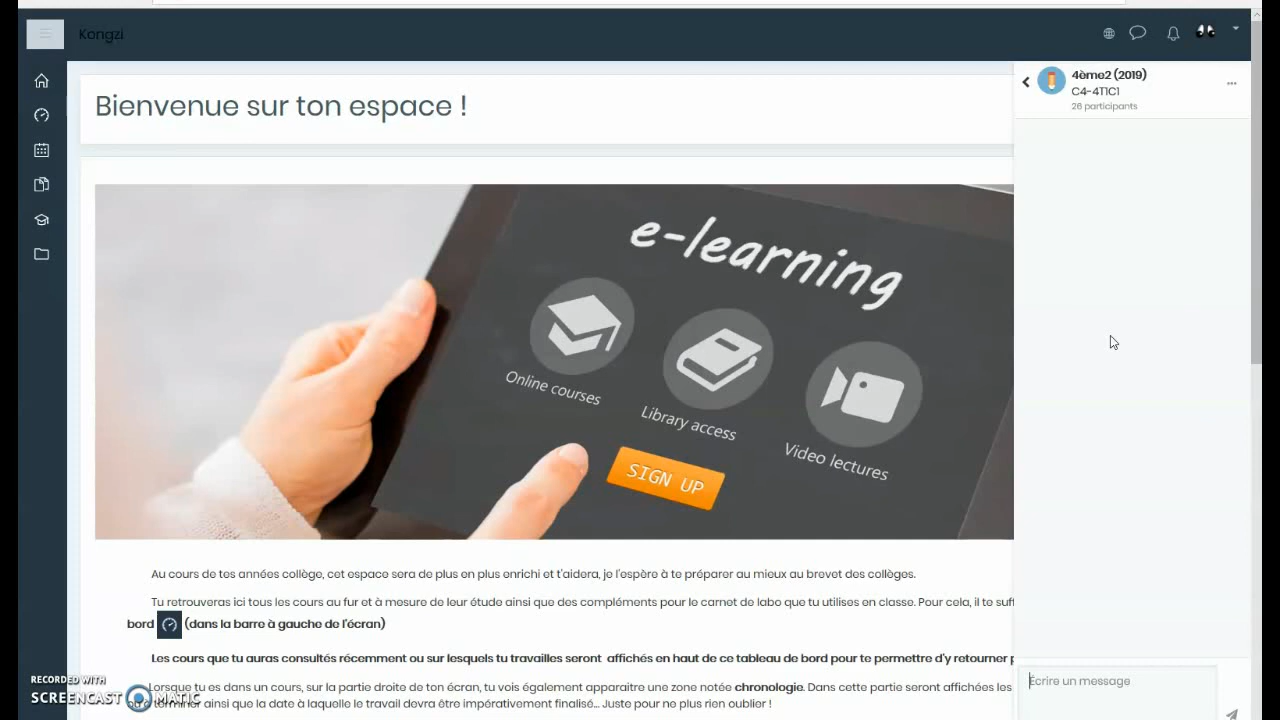 Kongzi
4ème2 (2019)
C4-4T1C1
26 participants
Bienvenue sur ton espace !
e-learning
Online courses
Library access
Video lectures
SIGN UP
Au cours de tes années collège, cet espace sera de plus en plus enrichi et t'aidera, je l'espère à te préparer au mieux au brevet des collèges.
Tu retrouveras ici tous les cours au fur et à mesure de leur étude ainsi que des compléments pour le carnet de labo que tu utilises en classe. Pour cela, il te
bord (dans la barre à gauche de l'écran)
Les cours que tu auras consultés récemment ou sur lesquels tu travailles seront affichés en haut de ce tableau de bord pour te permettre d'y retourner
Lorsque tu es dans un cours, sur la partie droite de ton écran, tu vois également apparaitre une zone notée chronologie. Dans cette partie seront affichées les
terminer ainsi que la date à laquelle le travail devra être impérativement finalisé... Juste pour ne plus rien oublier !
Écrire un message
RECORDED WITH
SCREENCAST MATIC